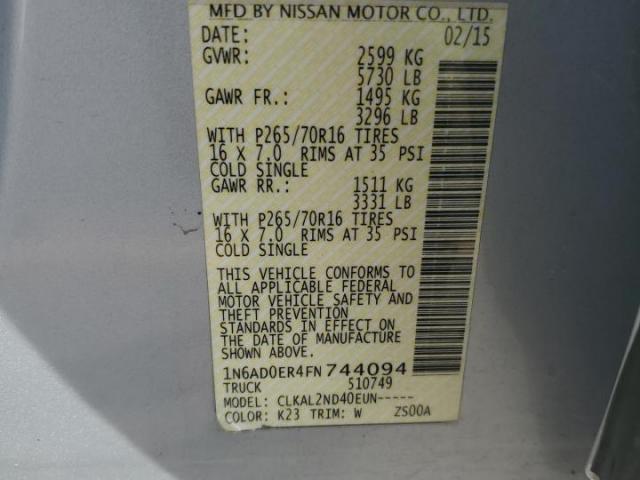 MFD BY NISSAN MOTOR CO., LTD.
DATE: 02/15
GVWR: 2599 KG
5730 LB
GAWR FR.: 1495 KG
3296 LB
WITH P265/70R16 TIRES
16 X 7.0 RIMS AT 35 PSI
COLD SINGLE
GAWR RR.: 1511 KG
3331 LB
WITH P265/70R16 TIRES
16 X 7.0 RIMS AT 35 PSI
COLD SINGLE
THIS VEHICLE CONFORMS TO
ALL APPLICABLE FEDERAL
MOTOR VEHICLE SAFETY AND
THEFT PREVENTION
STANDARDS IN EFFECT ON
THE DATE OF MANUFACTURE
SHOWN ABOVE.
1N6AD0ER4FN744094
TRUCK 510749
MODEL: CLKAL2ND40EUN-----
COLOR: K23 TRIM: W ZS00A